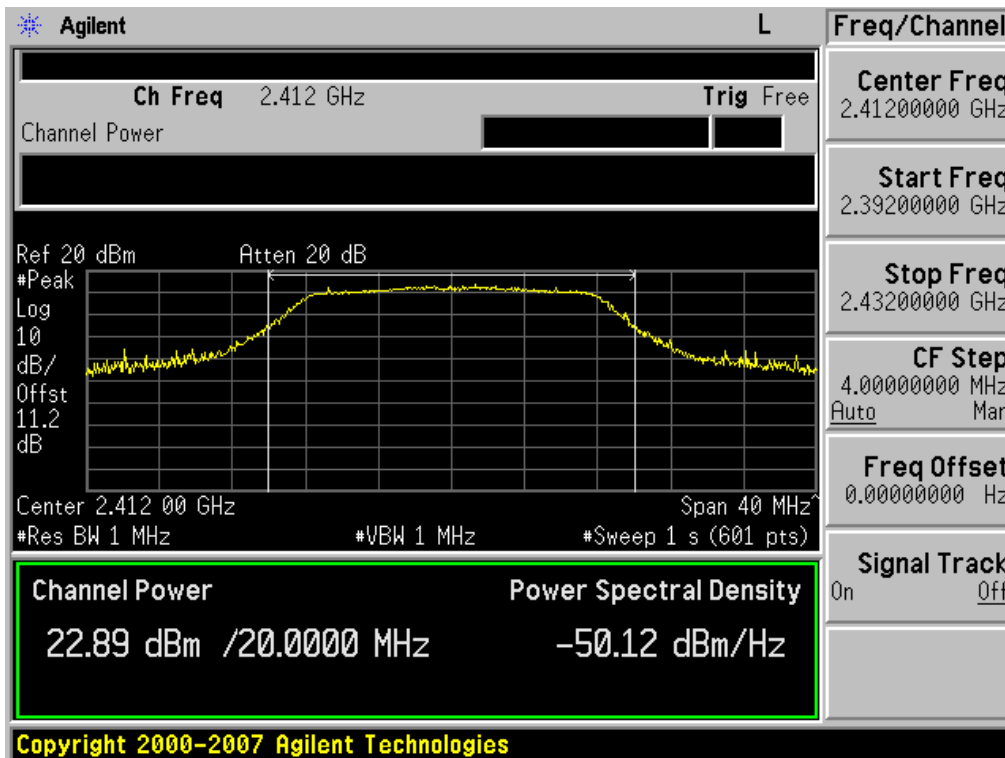 Agilent L Freq/Channel
Ch Freq 2.412 GHz Trig Free
Channel Power
Center Freq
2.41200000 GHz
Start Freq
2.39200000 GHz
Stop Freq
2.43200000 GHz
CF Step
4.00000000 MHz
Auto Man
Freq Offset
0.00000000 Hz
Signal Track
On Off
Ref 20 dBm Atten 20 dB
#Peak
Log
10
dB/
Offst
11.2
dB
Center 2.412 00 GHz Span 40 MHz^
#Res BW 1 MHz #VBW 1 MHz #Sweep 1 s (601 pts)
Channel Power Power Spectral Density
22.89 dBm /20.0000 MHz -50.12 dBm/Hz
Copyright 2000-2007 Agilent Technologies